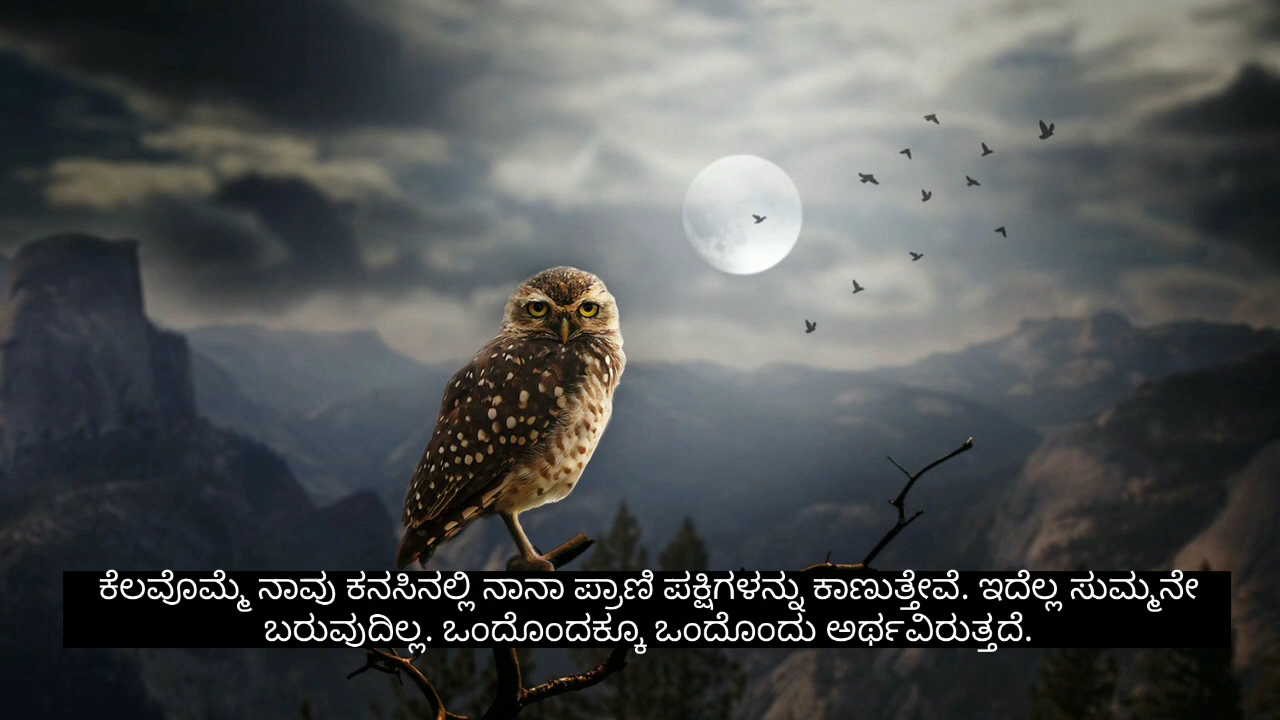 ಕೆಲವೊಮ್ಮೆ ನಾವು ಕನಸಿನಲ್ಲಿ ನಾನಾ ಪ್ರಾಣಿ ಪಕ್ಷಿಗಳನ್ನು ಕಾಣುತ್ತೇವೆ. ಇದೆಲ್ಲ ಸುಮ್ಮನೇ
ಬರುವುದಿಲ್ಲ. ಒಂದೊಂದಕ್ಕೂ ಒಂದೊಂದು ಅರ್ಥವಿರುತ್ತದೆ.